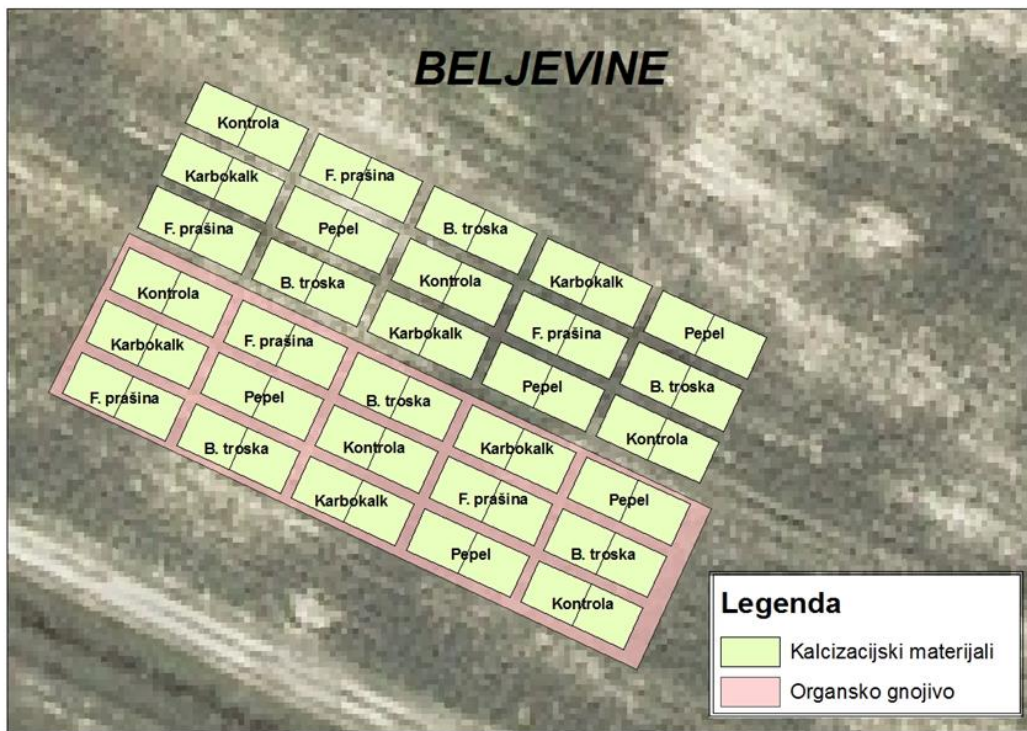 BELJEVINE
Kontrola
F. prašina
B. troska
Karbokalk
Pepel
Karbokalk
Pepel
Kontrola
F. prašina
B. troska
F. prašina
B. troska
Karbokalk
Pepel
Kontrola
Kontrola
F. prašina
B. troska
Karbokalk
Pepel
Karbokalk
Pepel
Kontrola
F. prašina
B. troska
F. prašina
B. troska
Karbokalk
Pepel
Kontrola
Legenda
Kalcizacijski materijali
Organsko gnojivo